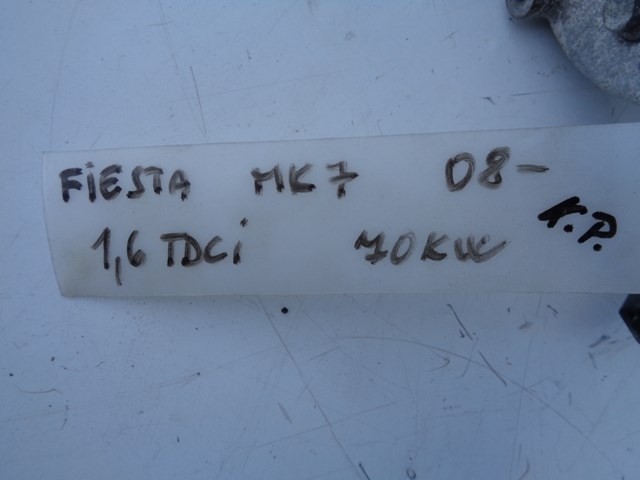 FiESTA MK7 08-
K.P.
1,6 TDCi 70KW